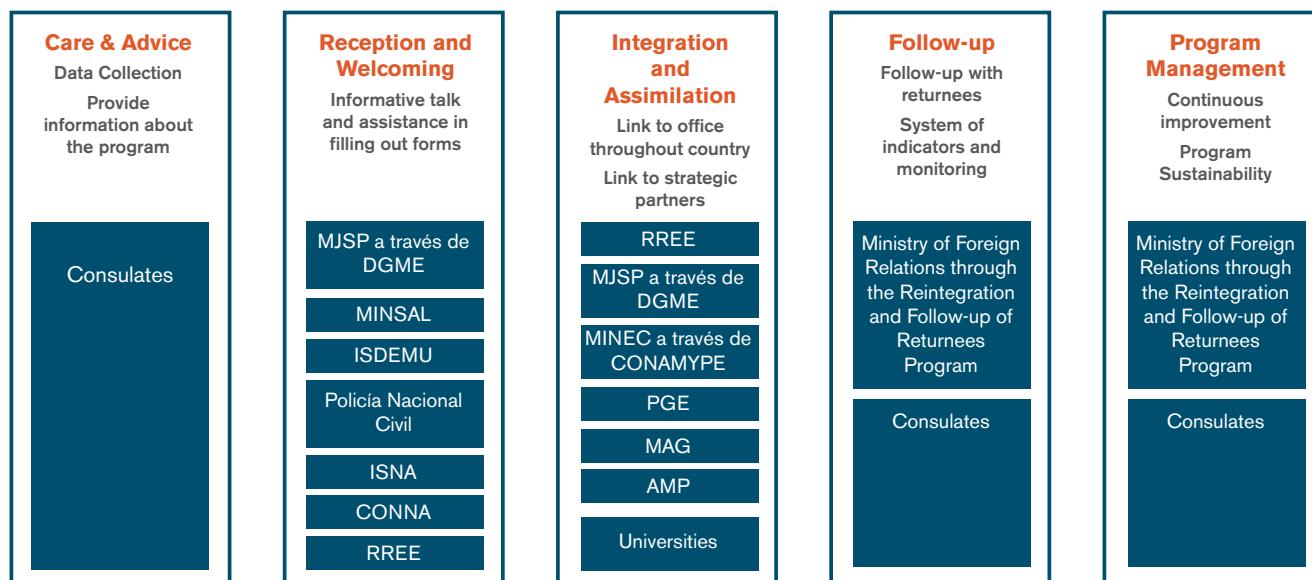 Care & Advice
Data Collection
Provide
information about
the program
Consulates
Reception and
Welcoming
Informative talk
and assistance in
filling out forms
MJSP a través de
DGME
MINSAL
ISDEMU
Policía Nacional
Civil
ISNA
CONNA
RREE
Integration
and
Assimilation
Link to office
throughout country
Link to strategic
partners
RREE
MJSP a través de
DGME
MINEC a través de
CONAMYPE
PGE
MAG
AMP
Universities
Follow-up
Follow-up with
returnees
System of
indicators and
monitoring
Ministry of Foreign
Relations through
the Reintegration
and Follow-up of
Returnees
Program
Consulates
Program
Management
Continuous
improvement
Program
Sustainability
Ministry of Foreign
Relations through
the Reintegration
and Follow-up of
Returnees
Program
Consulates